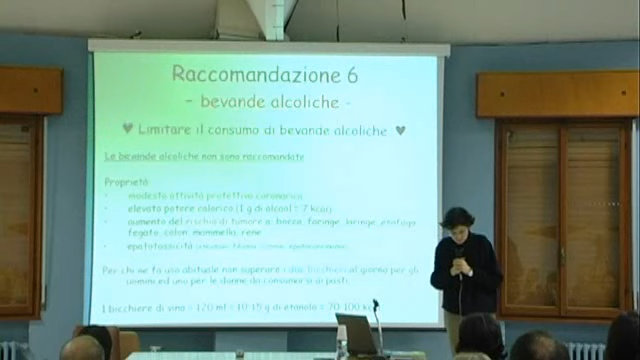 Raccomandazione 6
- bevande alcoliche -
♥ Limitare il consumo di bevande alcoliche ♥
Le bevande alcoliche non sono raccomandate
Proprietà
modesta attività protettiva coronarica
elevato potere calorico (1 g di alcool = 7 kcal)
aumento del rischio di tumore a: bocca, faringe, laringe, esofago
fegato, colon, mammella, rene
epatotossicità
Per chi ne fa uso abituale non superare i due bicchieri al giorno per gli
uomini ed uno per le donne da consumarsi ai pasti.
1 bicchiere di vino = 120 ml = 10-15 g di etanolo = 70-100